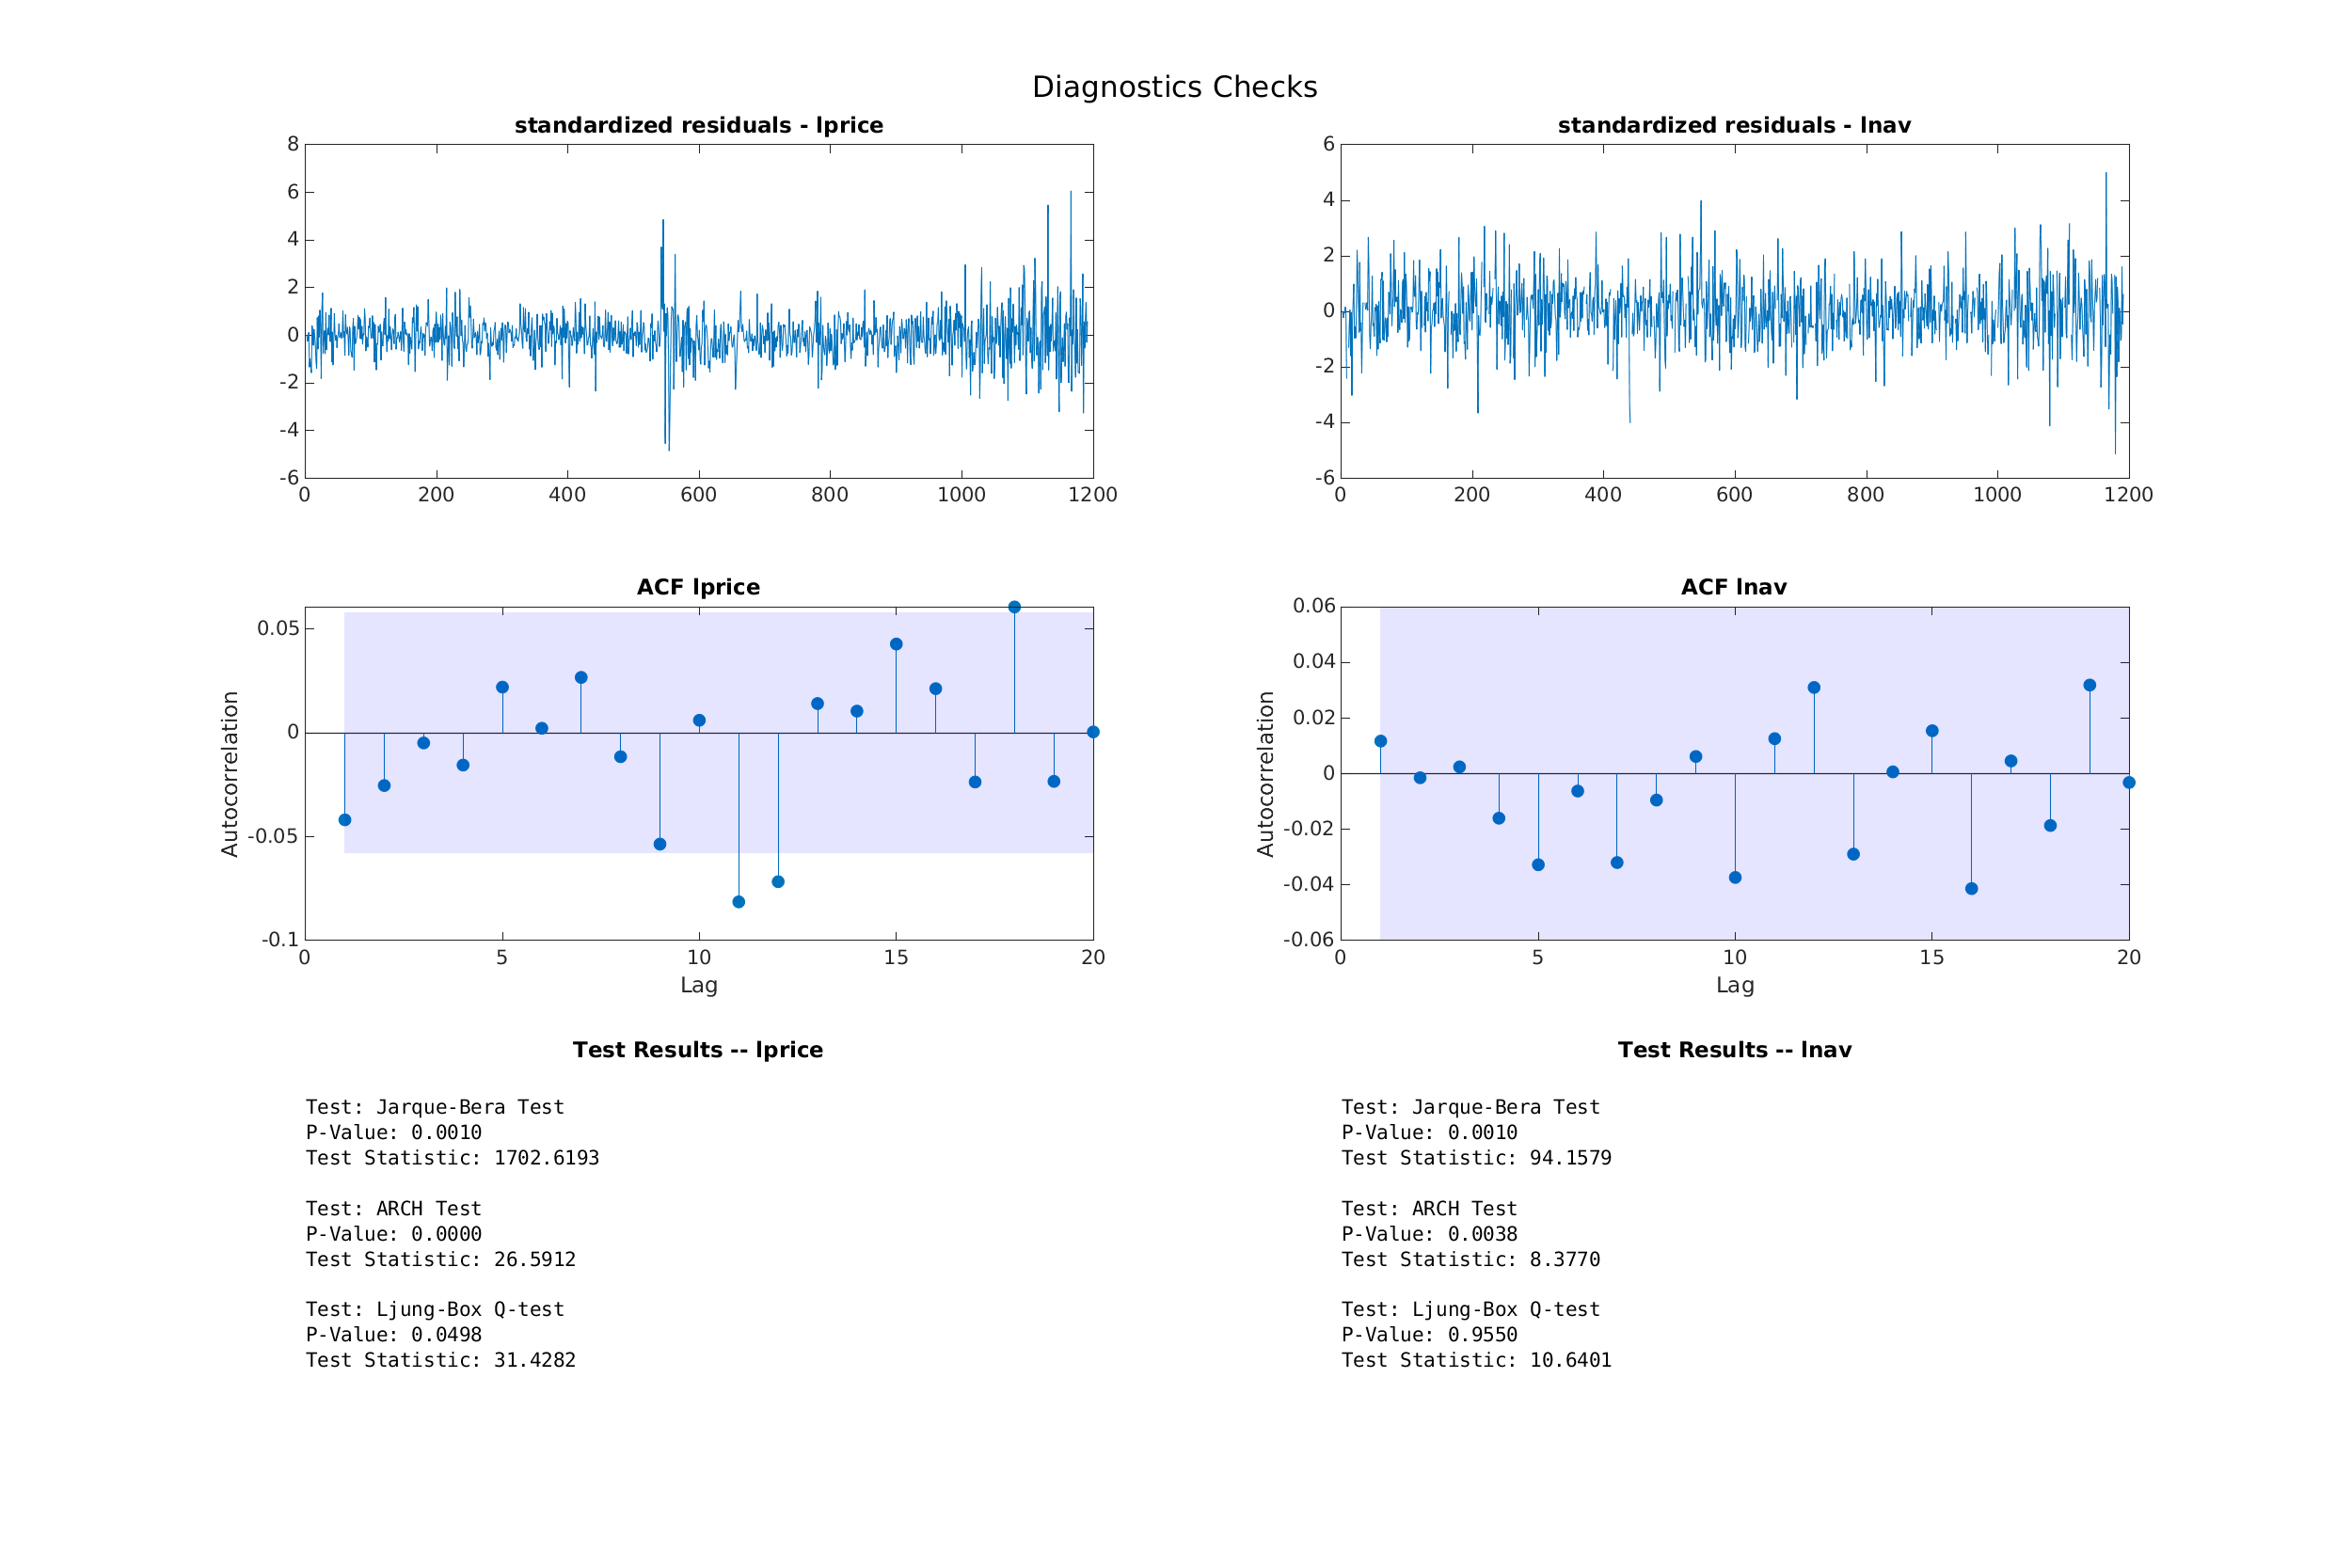 Diagnostics Checks
standardized residuals - lprice
8
6
4
2
0
-2
-4
-6
0 200 400 600 800 1000 1200
standardized residuals - lnav
6
4
2
0
-2
-4
-6
0 200 400 600 800 1000 1200
ACF lprice
Autocorrelation
0.05
0
-0.05
-0.1
0 5 10 15 20
Lag
ACF lnav
Autocorrelation
0.06
0.04
0.02
0
-0.02
-0.04
-0.06
0 5 10 15 20
Lag
Test Results -- lprice
Test: Jarque-Bera Test
P-Value: 0.0010
Test Statistic: 1702.6193
Test: ARCH Test
P-Value: 0.0000
Test Statistic: 26.5912
Test: Ljung-Box Q-test
P-Value: 0.0498
Test Statistic: 31.4282
Test Results -- lnav
Test: Jarque-Bera Test
P-Value: 0.0010
Test Statistic: 94.1579
Test: ARCH Test
P-Value: 0.0038
Test Statistic: 8.3770
Test: Ljung-Box Q-test
P-Value: 0.9550
Test Statistic: 10.6401